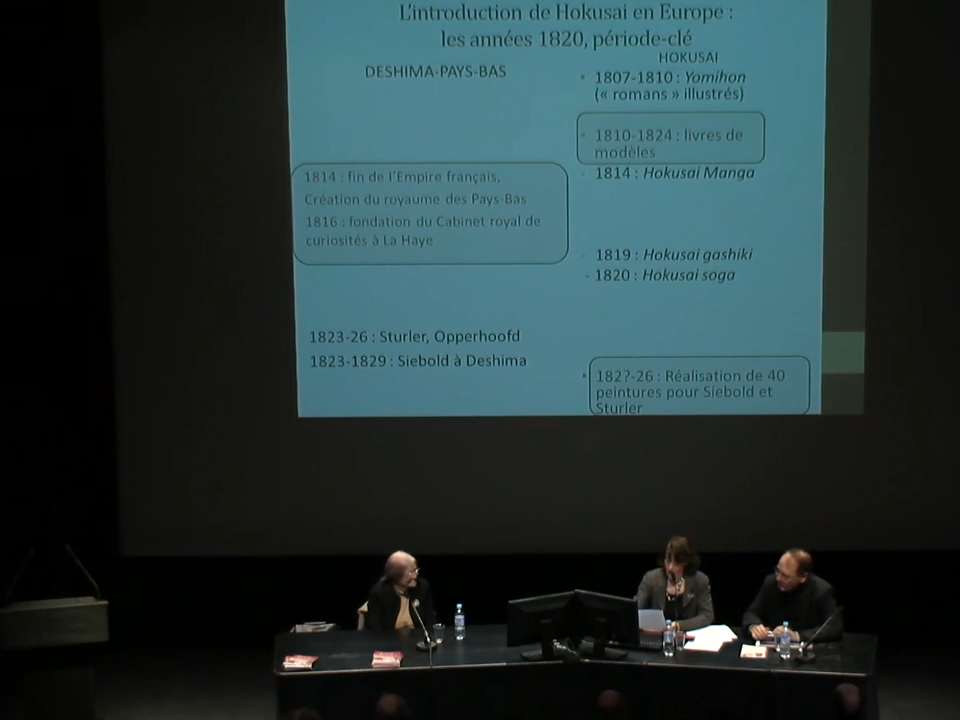 L'introduction de Hokusai en Europe :
les années 1820, période-clé
DESHIMA-PAYS-BAS
1814 : fin de l'Empire français,
Création du royaume des Pays-Bas
1816 : fondation du Cabinet royal de
curiosités à La Haye
1823-26 : Sturler, Opperhoofd
1823-1829 : Siebold à Deshima
HOKUSAI
• 1807-1810 : Yomihon
(« romans » illustrés)
- 1810-1824 : livres de
modèles
- 1814 : Hokusai Manga
- 1819 : Hokusai gashiki
- 1820 : Hokusai soga
• 182?-26 : Réalisation de 40
peintures pour Siebold et
Sturler